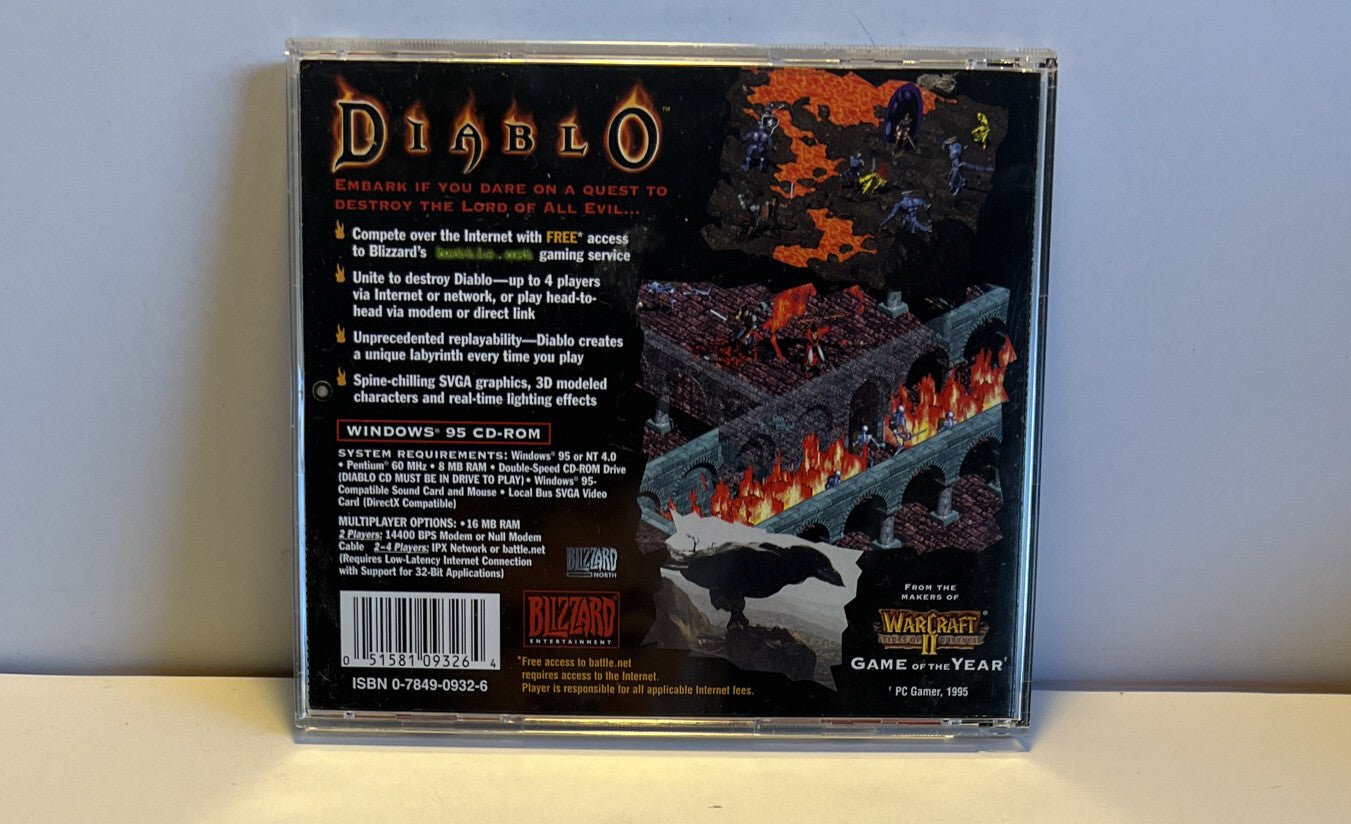 DIABLO™
EMBARK IF YOU DARE ON A QUEST TO
DESTROY THE LORD OF ALL EVIL...
Compete over the Internet with FREE* access
to Blizzard's battle.net gaming service
Unite to destroy Diablo—up to 4 players
via Internet or network, or play head-to-
head via modem or direct link
Unprecedented replayability—Diablo creates
a unique labyrinth every time you play
Spine-chilling SVGA graphics, 3D modeled
characters and real-time lighting effects
WINDOWS® 95 CD-ROM
SYSTEM REQUIREMENTS: Windows® 95 or NT 4.0
• Pentium® 60 MHz • 8 MB RAM • Double-Speed CD-ROM Drive
(DIABLO CD MUST BE IN DRIVE TO PLAY) • Windows® 95-
Compatible Sound Card and Mouse • Local Bus SVGA Video
Card (DirectX Compatible)
MULTIPLAYER OPTIONS: • 16 MB RAM
2 Players: 14400 BPS Modem or Null Modem
Cable 2–4 Players: IPX Network or battle.net
(Requires Low-Latency Internet Connection
with Support for 32-Bit Applications)
BLIZZARD
NORTH
BLIZZARD
ENTERTAINMENT
0 51581 09326 4
ISBN 0-7849-0932-6
*Free access to battle.net
requires access to the Internet.
Player is responsible for all applicable Internet fees.
FROM THE
MAKERS OF
WARCRAFT®
II
TIDES OF DARKNESS
GAME OF THE YEAR†
† PC Gamer, 1995